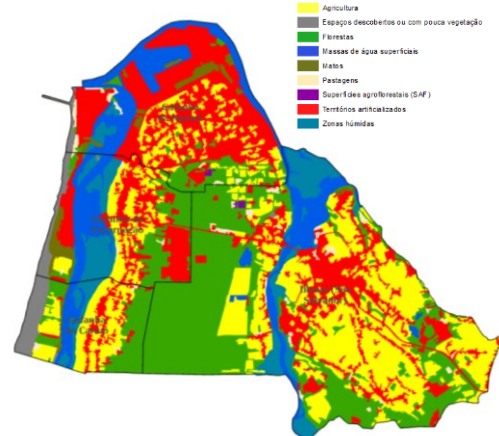 Agricultura
Espaços descobertos ou com pouca vegetação
Florestas
Massas de água superficiais
Matos
Pastagens
Superfícies agroflorestais (SAF)
Territórios artificializados
Zonas húmidas